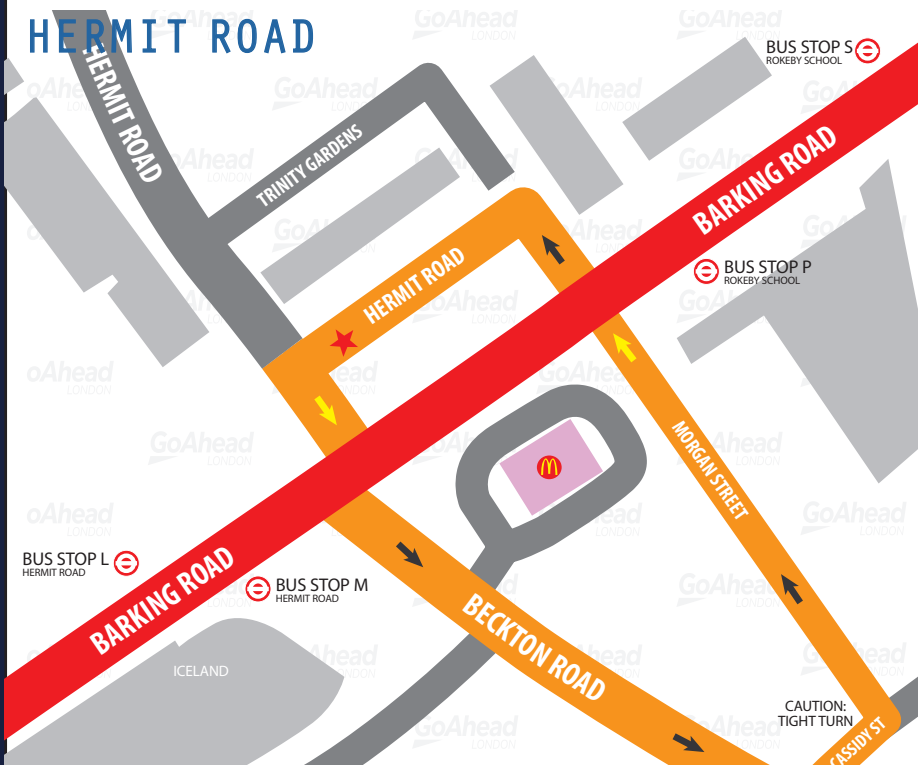 HERMIT ROAD
BUS STOP S
ROKEBY SCHOOL
HERMIT ROAD
TRINITY GARDENS
BARKING ROAD
HERMIT ROAD
BUS STOP P
ROKEBY SCHOOL
MORGAN STREET
BUS STOP L
HERMIT ROAD
BARKING ROAD
BUS STOP M
HERMIT ROAD
BECKTON ROAD
ICELAND
CAUTION:
TIGHT TURN
CASSIDY ST
GoAhead
LONDON